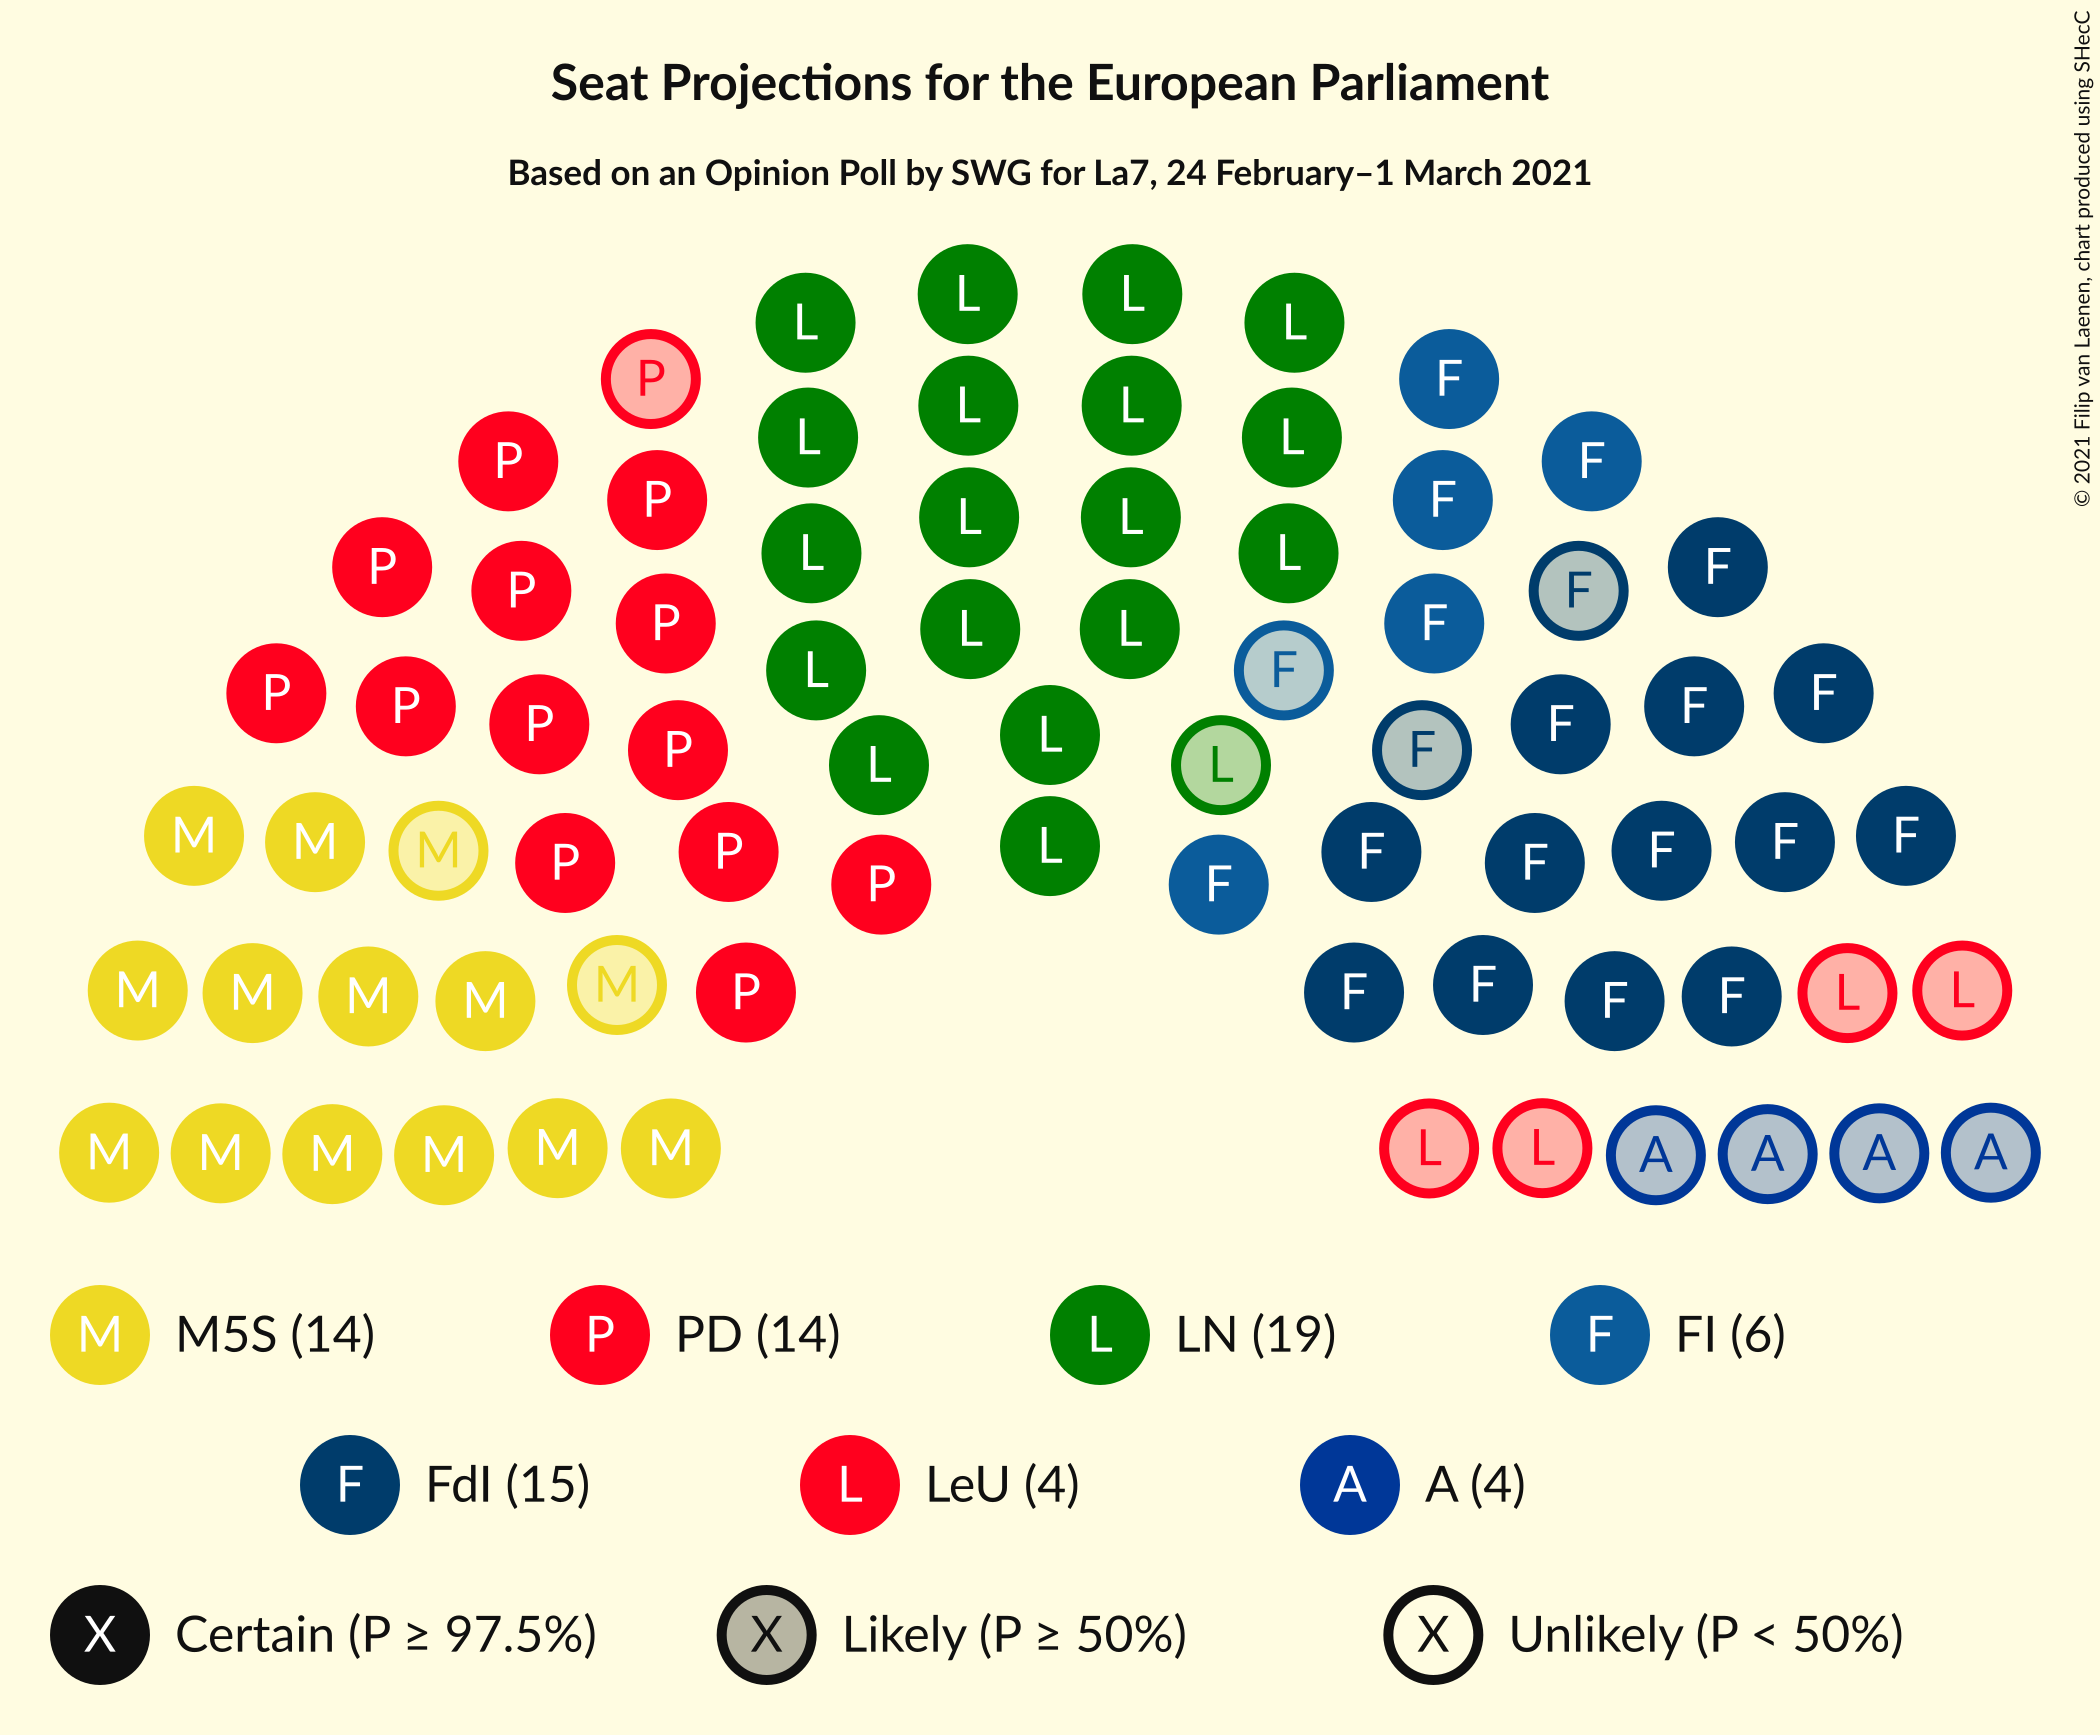 Seat Projections for the European Parliament
Based on an Opinion Poll by SWG for La7, 24 February–1 March 2021
© 2021 Filip van Laenen, chart produced using SHecC
L L
L L
P F
L L
L L
P F
P F
L L
L L
P F
P F F F
P F
L L
L F
P P F F
P P F F
L
L L
M M M P P L F F F F F
P F
M M M M M P F F F F L L
M M M M M M L L A A A A
M M5S (14) P PD (14) L LN (19) F FI (6)
F FdI (15) L LeU (4) A A (4)
X Certain (P ≥ 97.5%) X Likely (P ≥ 50%) X Unlikely (P < 50%)